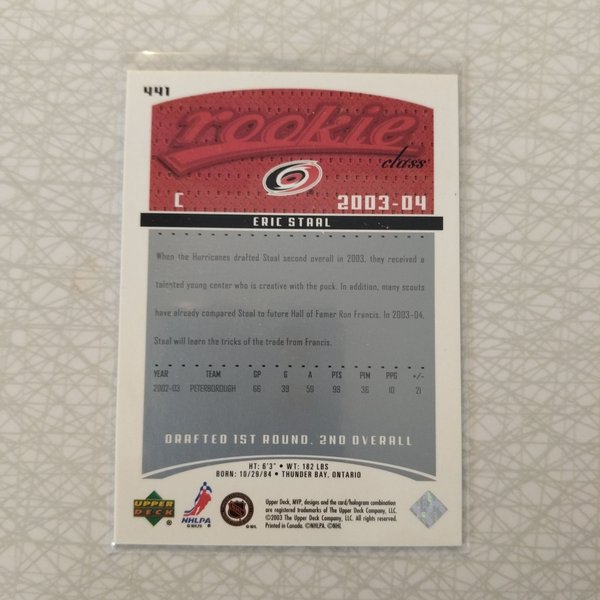 441
rookie
class
C
2003-04
ERIC STAAL
When the Hurricanes drafted Staal second overall in 2003, they received a
talented young center who is creative with the puck. In addition, many scouts
have already compared Staal to future Hall of Famer Ron Francis. In 2003-04,
Staal will learn the tricks of the trade from Francis.
YEAR TEAM GP G A PTS PIM PPG +/-
2002-03 PETERBOROUGH 66 39 59 98 36 10 21
DRAFTED 1ST ROUND, 2ND OVERALL
HT: 6'3" • WT: 182 LBS
BORN: 10/29/84 • THUNDER BAY, ONTARIO
UPPER
DECK
NHLPA
NHL
Upper Deck, MVP, designs and the card/hologram combination
are registered trademarks of The Upper Deck Company, LLC.
©2003 The Upper Deck Company, LLC. All rights reserved.
Printed in Canada. ©NHLPA. ©NHL